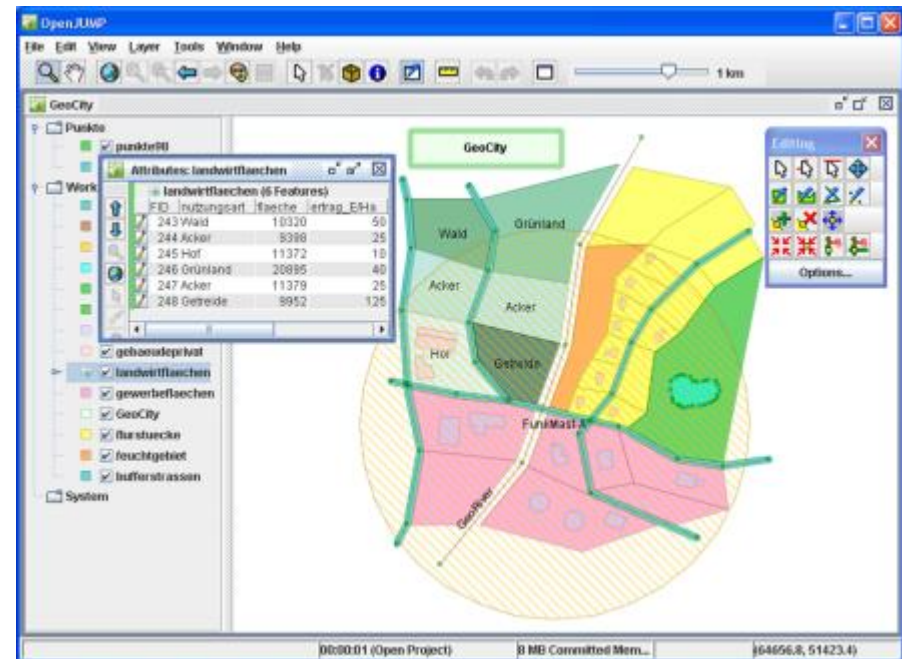 OpenJUMP
File Edit View Layer Tools Window Help
1 km
GeoCity
Punkte
punkte90
Work
Attributes: landwirtflaechen
landwirtflaechen (6 Features)
FID nutzungsart flaeche ertrag_E/Ha
243 Wald 10320 50
244 Acker 9398 25
245 Hof 11372 10
246 Grünland 20895 40
247 Acker 11379 25
248 Getreide 9952 125
gebaeudeprivat
landwirtflaechen
gewerbeflaechen
GeoCity
flurstuecke
feuchtgebiet
bufferstrassen
System
GeoCity
Wald
Grünland
Acker
Acker
Hof
Getreide
FunkMast A
GeoRiver
Editing
Options...
00:00:01 (Open Project) 8 MB Committed Mem... (64656.8, 51423.4)